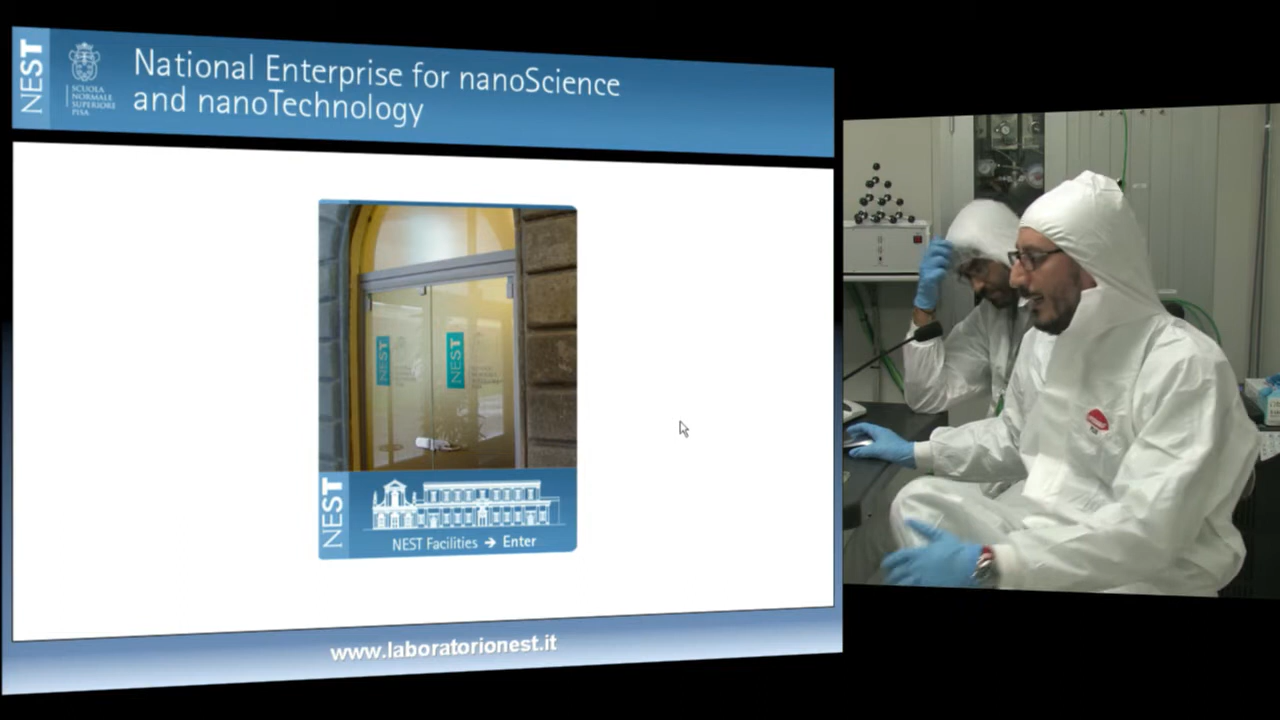 NEST
SCUOLA
NORMALE
SUPERIORE
PISA
National Enterprise for nanoScience
and nanoTechnology
NEST
NEST
NEST
NEST Facilities → Enter
www.laboratorionest.it